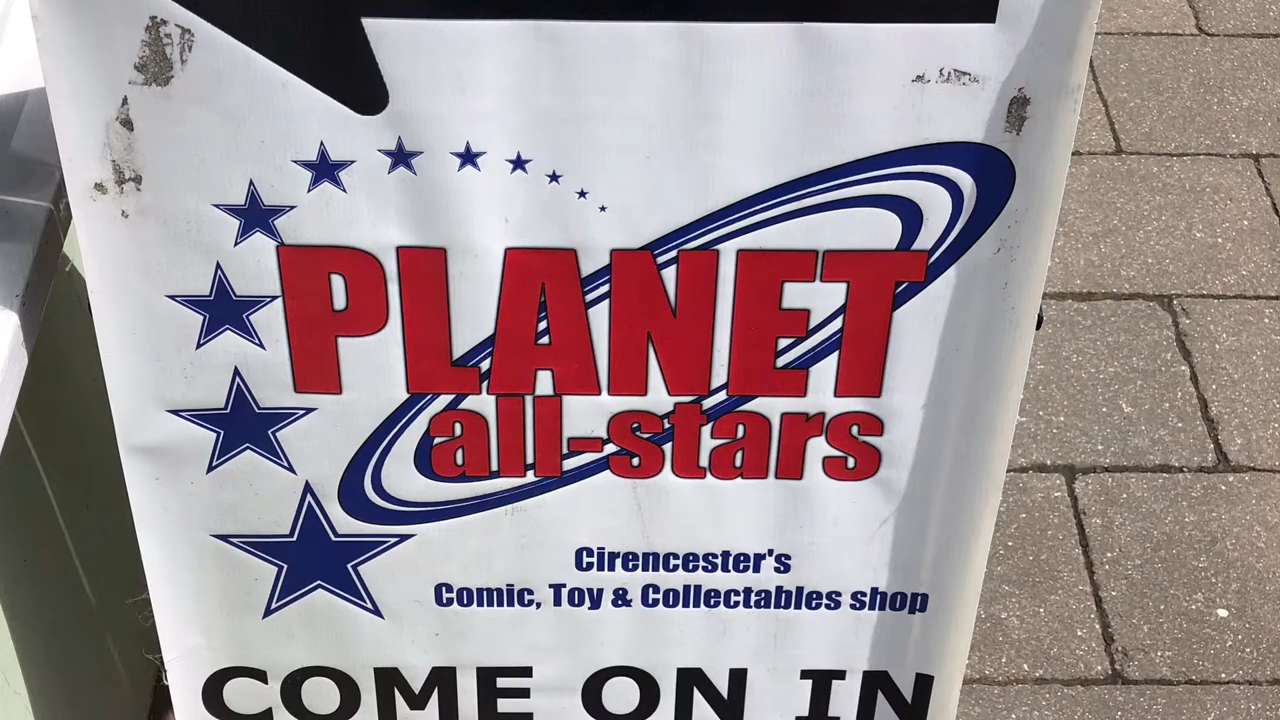 PLANET
all-stars
Cirencester's
Comic, Toy & Collectables shop
COME ON IN